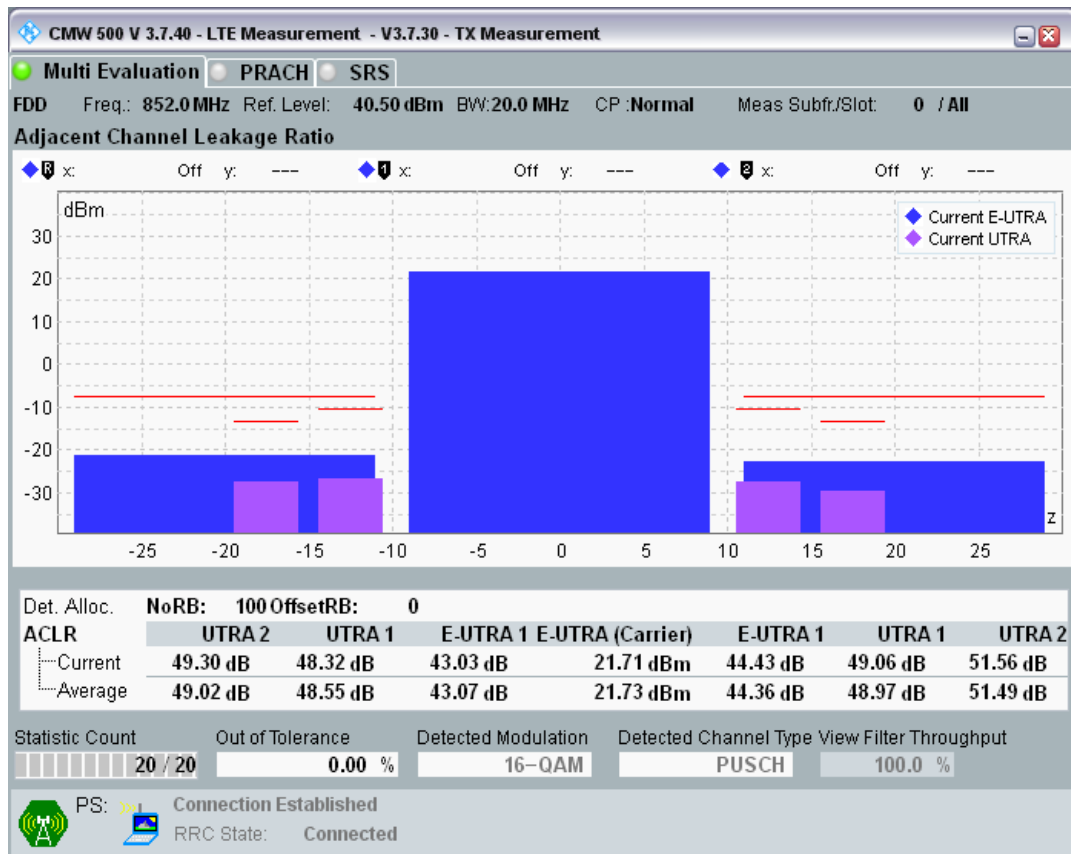 CMW 500 V 3.7.40 - LTE Measurement - V3.7.30 - TX Measurement
Multi Evaluation PRACH SRS
FDD Freq.: 852.0 MHz Ref. Level: 40.50 dBm BW: 20.0 MHz CP : Normal Meas Subfr./Slot: 0 / All
Adjacent Channel Leakage Ratio
R x: Off y: --- 1 x: Off y: --- 2 x: Off y: ---
dBm
Current E-UTRA
Current UTRA
30
20
10
0
-10
-20
-30
z
-25 -20 -15 -10 -5 0 5 10 15 20 25
Det. Alloc. NoRB: 100 OffsetRB: 0
ACLR UTRA 2 UTRA 1 E-UTRA 1 E-UTRA (Carrier) E-UTRA 1 UTRA 1 UTRA 2
Current 49.30 dB 48.32 dB 43.03 dB 21.71 dBm 44.43 dB 49.06 dB 51.56 dB
Average 49.02 dB 48.55 dB 43.07 dB 21.73 dBm 44.36 dB 48.97 dB 51.49 dB
Statistic Count Out of Tolerance Detected Modulation Detected Channel Type View Filter Throughput
20 / 20 0.00 % 16-QAM PUSCH 100.0 %
PS: Connection Established
RRC State: Connected